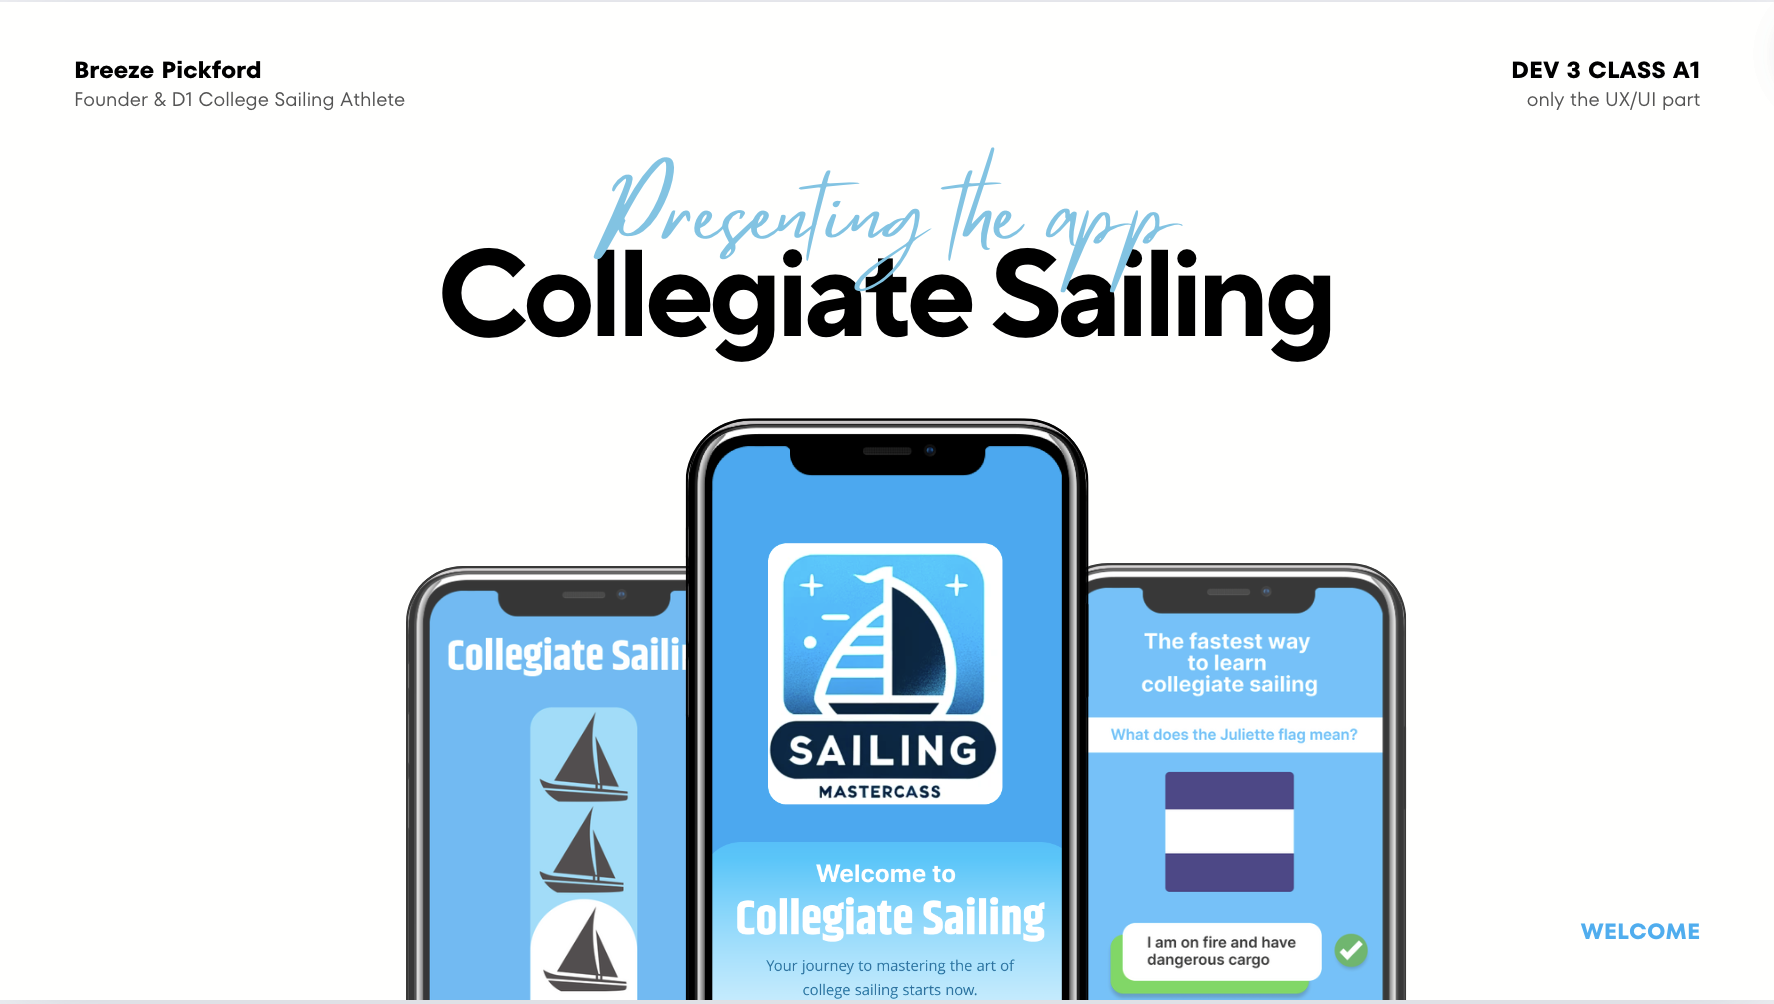 Breeze Pickford
Founder & D1 College Sailing Athlete
DEV 3 CLASS A1
only the UX/UI part
Presenting the app
Collegiate Sailing
Collegiate Sailin
SAILING
MASTERCASS
Welcome to
Collegiate Sailing
Your journey to mastering the art of
college sailing starts now.
The fastest way
to learn
collegiate sailing
What does the Juliette flag mean?
I am on fire and have
dangerous cargo
WELCOME